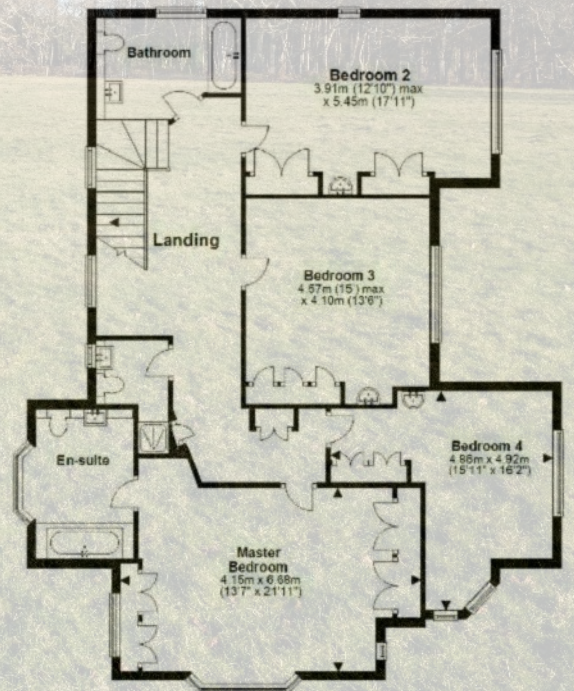 Bathroom
Bedroom 2
3.91m (12'10") max
x 5.45m (17'11")
Landing
Bedroom 3
4.57m (15') max
x 4.10m (13'6")
En-suite
Bedroom 4
4.86m x 4.92m
(15'11" x 16'2")
Master
Bedroom
4.15m x 6.68m
(13'7" x 21'11")